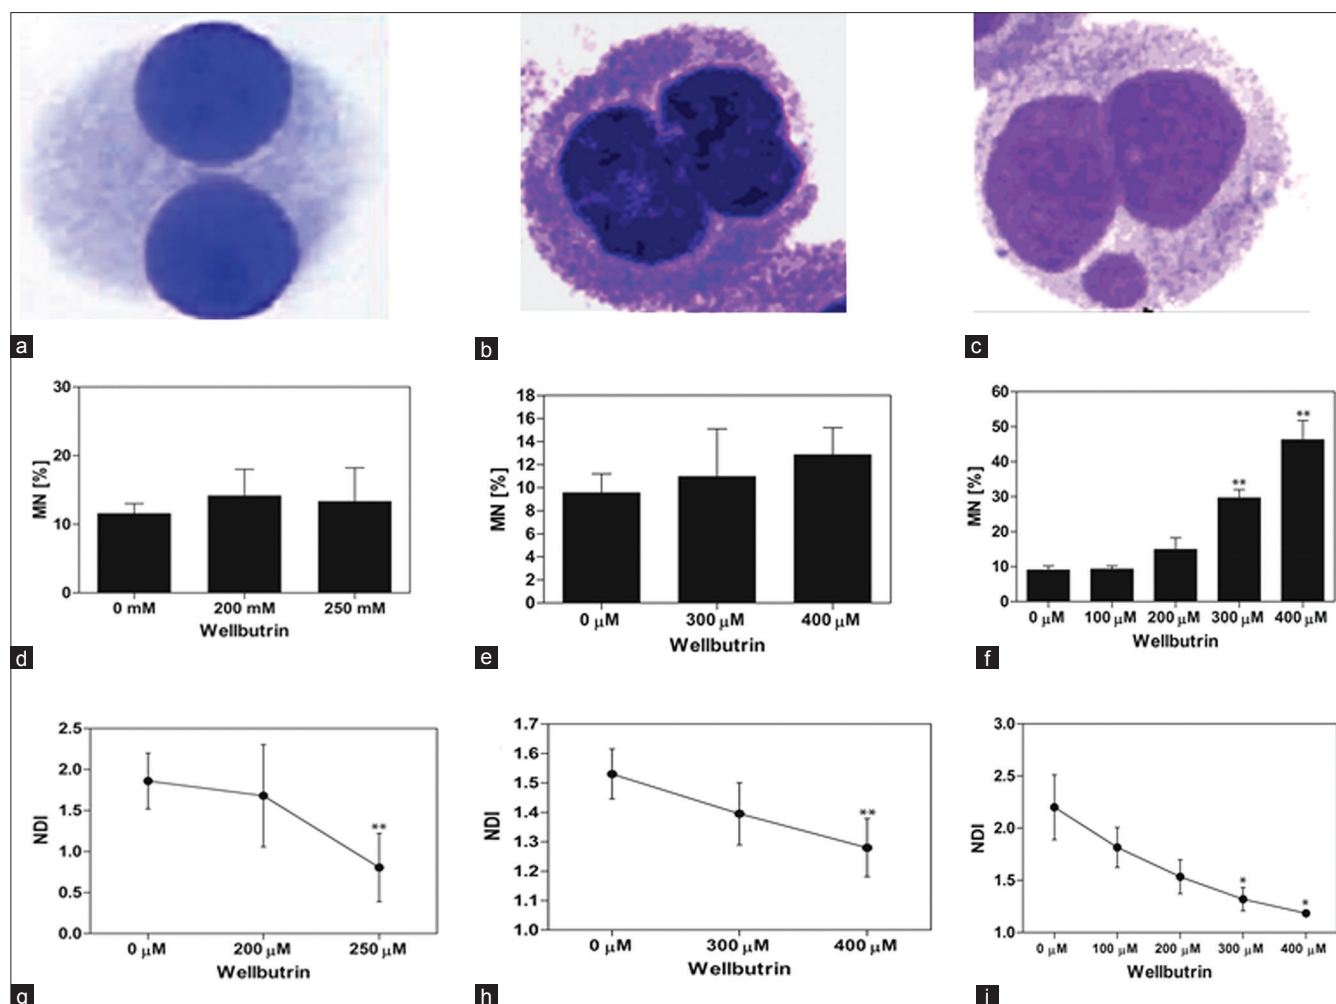 a
b
c
30
20
10
0
MN [%]
0 mM 200 mM 250 mM
Wellbutrin
d
18
16
14
12
10
8
6
4
2
0
MN [%]
0 µM 300 µM 400 µM
Wellbutrin
e
60
50
40
30
20
10
0
MN [%]
** **
0 µM 100 µM 200 µM 300 µM 400 µM
Wellbutrin
f
2.5
2.0
1.5
1.0
0.5
0.0
NDI
**
0 µM 200 µM 250 µM
Wellbutrin
g
1.7
1.6
1.5
1.4
1.3
1.2
1.1
1.0
NDI
**
0 µM 300 µM 400 µM
Wellbutrin
h
3.0
2.5
2.0
1.5
1.0
NDI
* *
0 µM 100 µM 200 µM 300 µM 400 µM
Wellbutrin
i